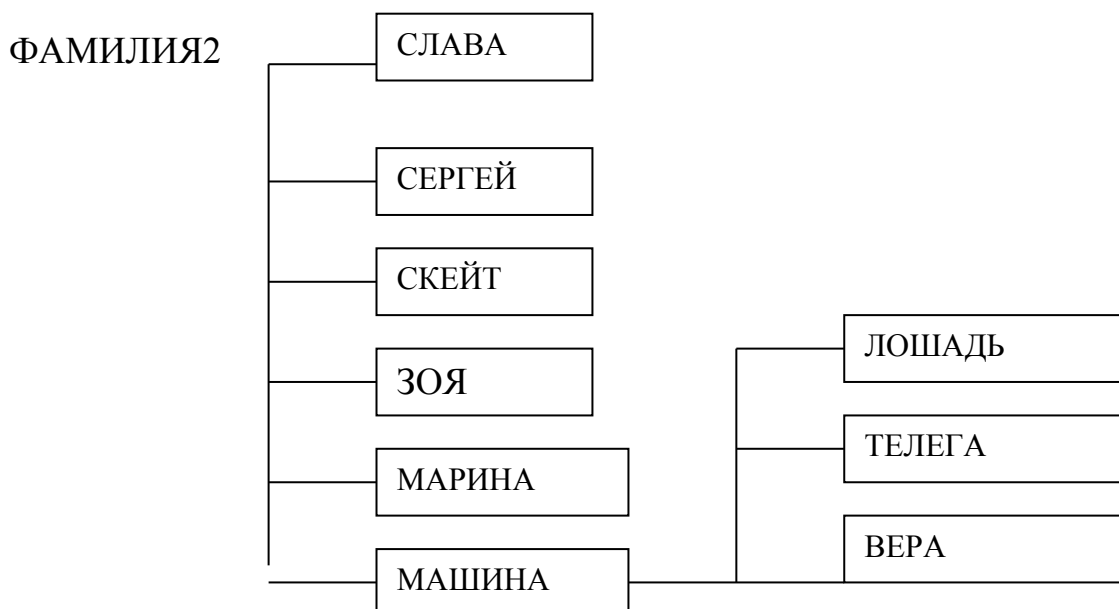 ФАМИЛИЯ2
СЛАВА
СЕРГЕЙ
СКЕЙТ
ЗОЯ
МАРИНА
МАШИНА
ЛОШАДЬ
ТЕЛЕГА
ВЕРА